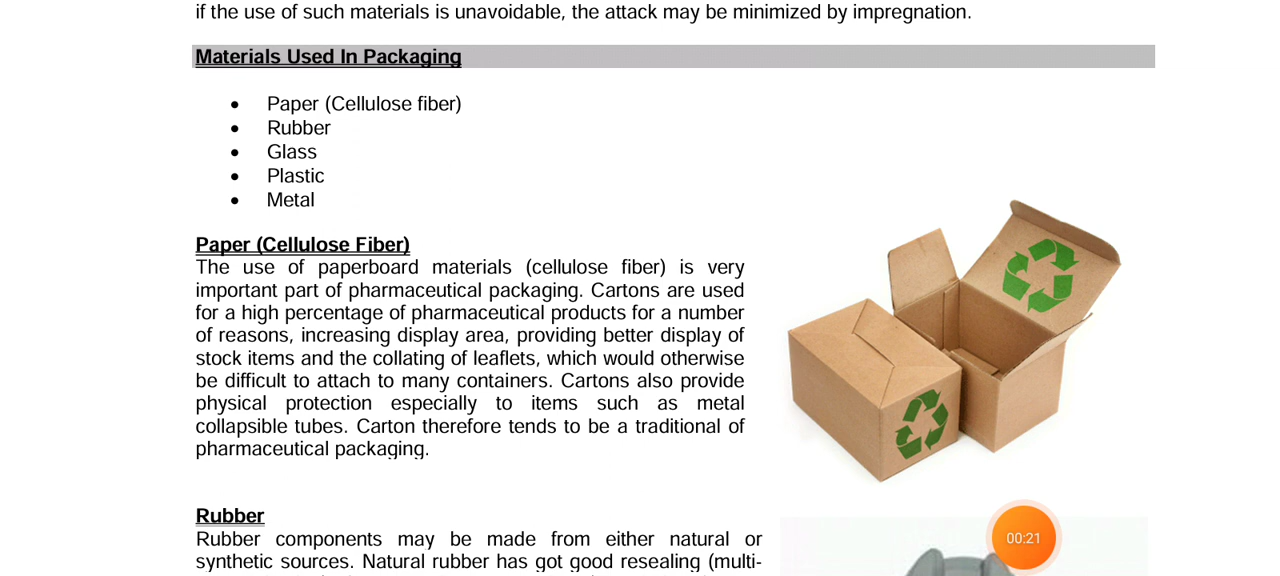 if the use of such materials is unavoidable, the attack may be minimized by impregnation.
Materials Used In Packaging
• Paper (Cellulose fiber)
• Rubber
• Glass
• Plastic
• Metal
Paper (Cellulose Fiber)
The use of paperboard materials (cellulose fiber) is very
important part of pharmaceutical packaging. Cartons are used
for a high percentage of pharmaceutical products for a number
of reasons, increasing display area, providing better display of
stock items and the collating of leaflets, which would otherwise
be difficult to attach to many containers. Cartons also provide
physical protection especially to items such as metal
collapsible tubes. Carton therefore tends to be a traditional of
pharmaceutical packaging.
Rubber
Rubber components may be made from either natural or
synthetic sources. Natural rubber has got good resealing (multi-
00:21